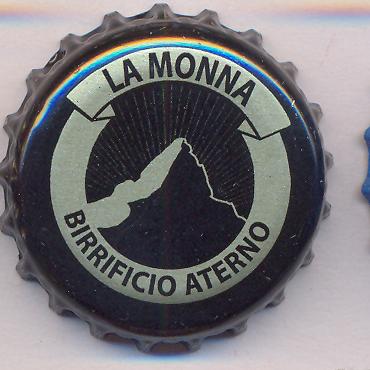 LA MONNA
BIRRIFICIO ATERNO